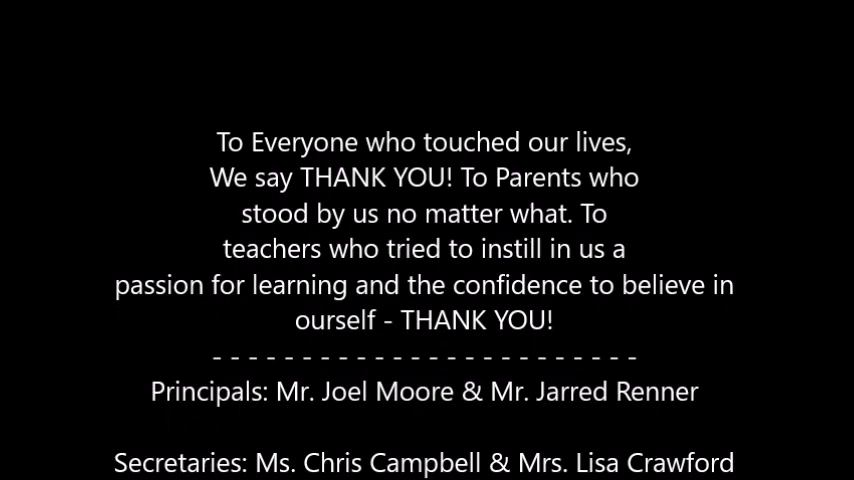 To Everyone who touched our lives,
We say THANK YOU! To Parents who
stood by us no matter what. To
teachers who tried to instill in us a
passion for learning and the confidence to believe in
ourself - THANK YOU!
- - - - - - - - - - - - - - - - - - - - - - - -
Principals: Mr. Joel Moore & Mr. Jarred Renner
Secretaries: Ms. Chris Campbell & Mrs. Lisa Crawford